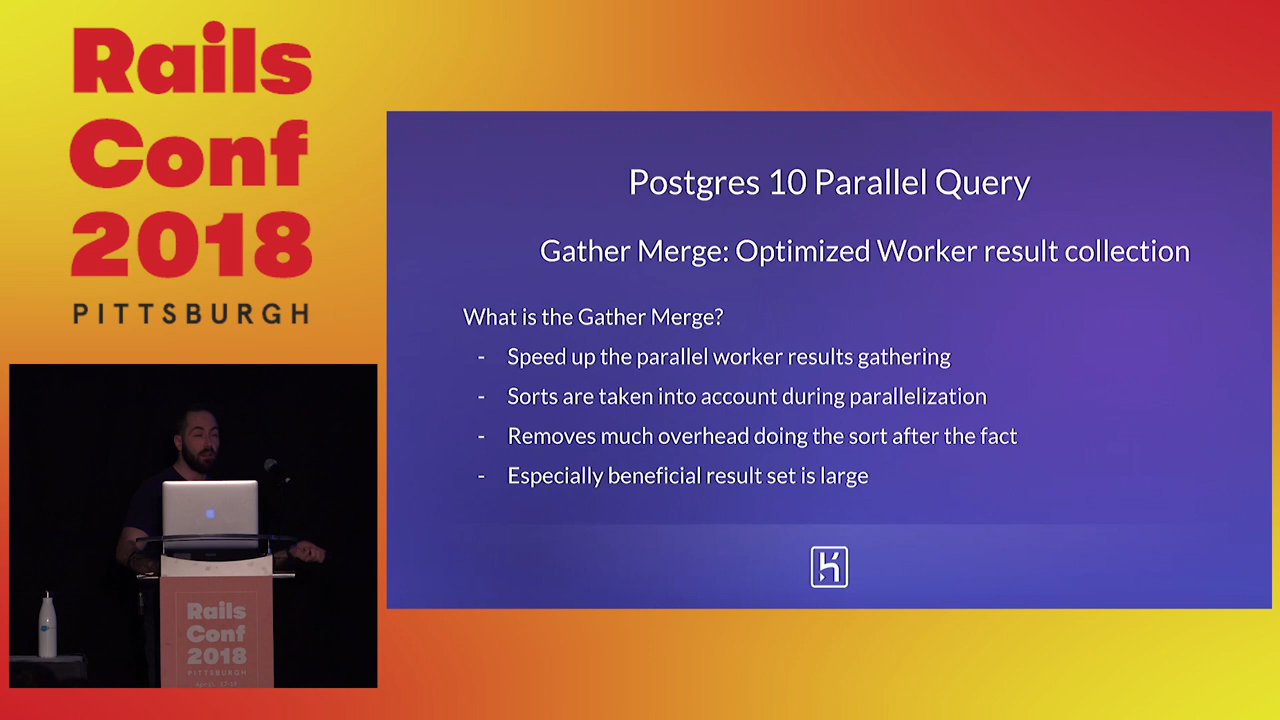 Rails
Conf
2018
PITTSBURGH
Postgres 10 Parallel Query
Gather Merge: Optimized Worker result collection
What is the Gather Merge?
- Speed up the parallel worker results gathering
- Sorts are taken into account during parallelization
- Removes much overhead doing the sort after the fact
- Especially beneficial result set is large
Rails
Conf
2018
PITTSBURGH